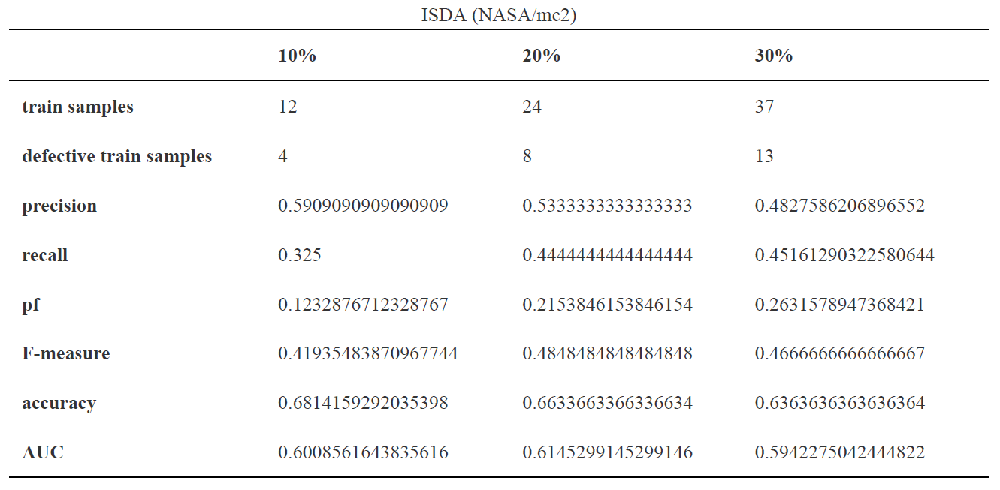 ISDA (NASA/mc2)
10% 20% 30%
train samples 12 24 37
defective train samples 4 8 13
precision 0.5909090909090909 0.5333333333333333 0.4827586206896552
recall 0.325 0.4444444444444444 0.45161290322580644
pf 0.1232876712328767 0.2153846153846154 0.2631578947368421
F-measure 0.41935483870967744 0.4848484848484848 0.4666666666666667
accuracy 0.6814159292035398 0.6633663366336634 0.6363636363636364
AUC 0.6008561643835616 0.6145299145299146 0.5942275042444822